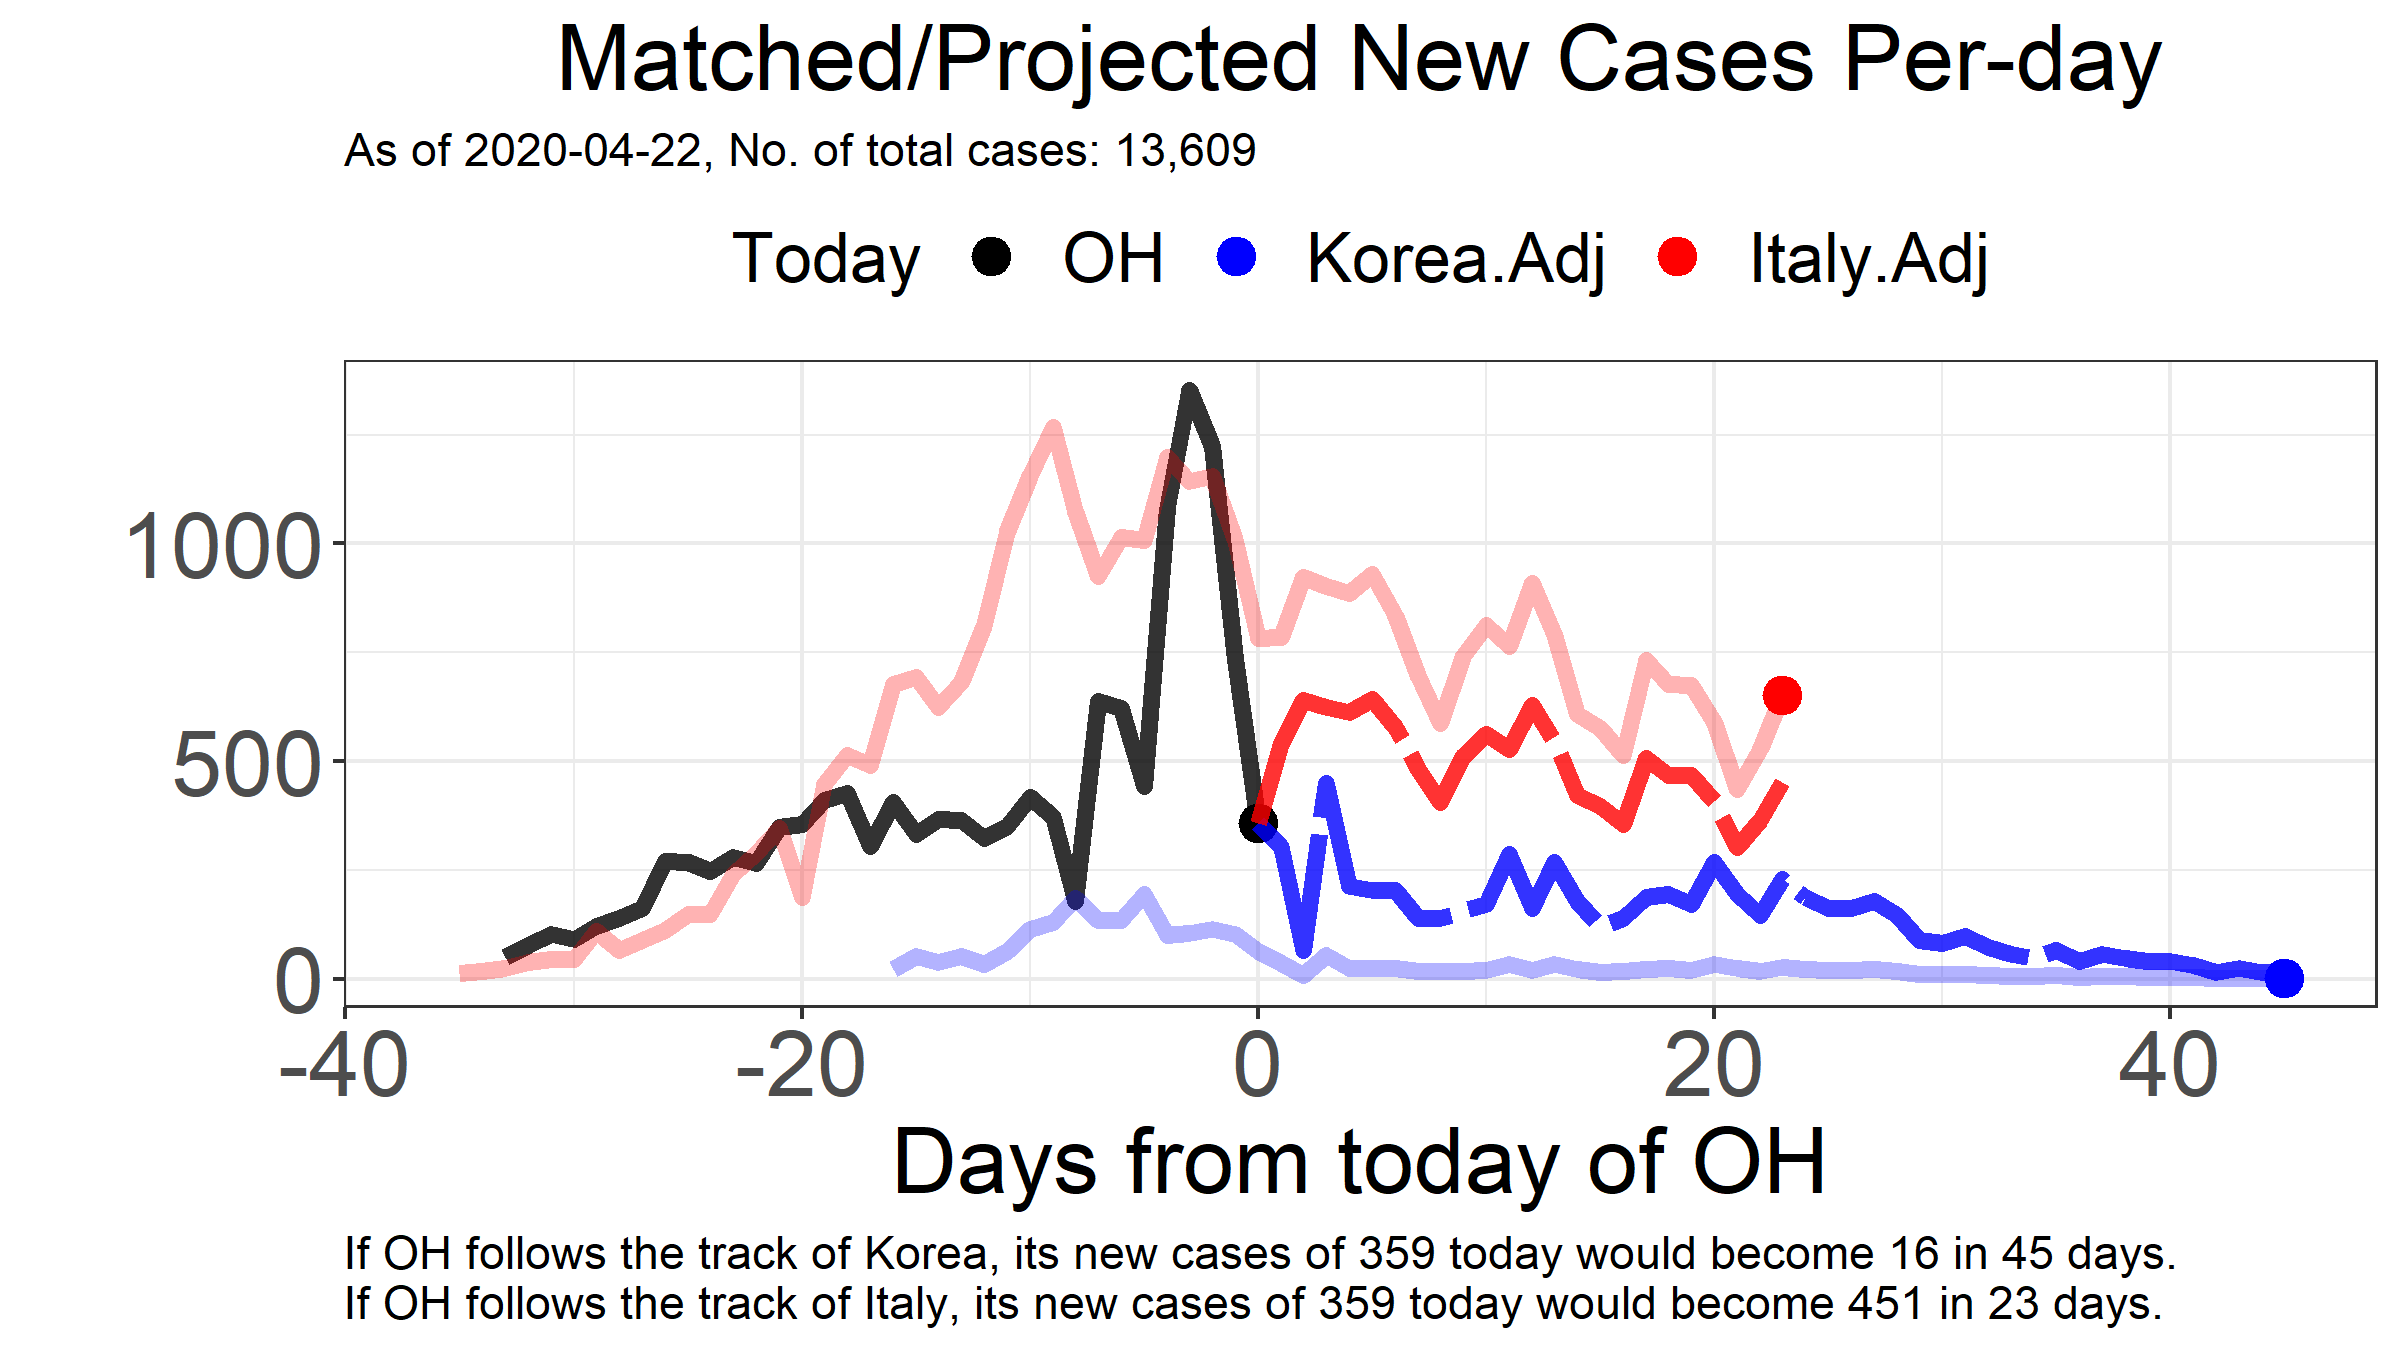 Matched/Projected New Cases Per-day
As of 2020-04-22, No. of total cases: 13,609
Today OH Korea.Adj Italy.Adj
1000
500
0
-40 -20 0 20 40
Days from today of OH
If OH follows the track of Korea, its new cases of 359 today would become 16 in 45 days.
If OH follows the track of Italy, its new cases of 359 today would become 451 in 23 days.